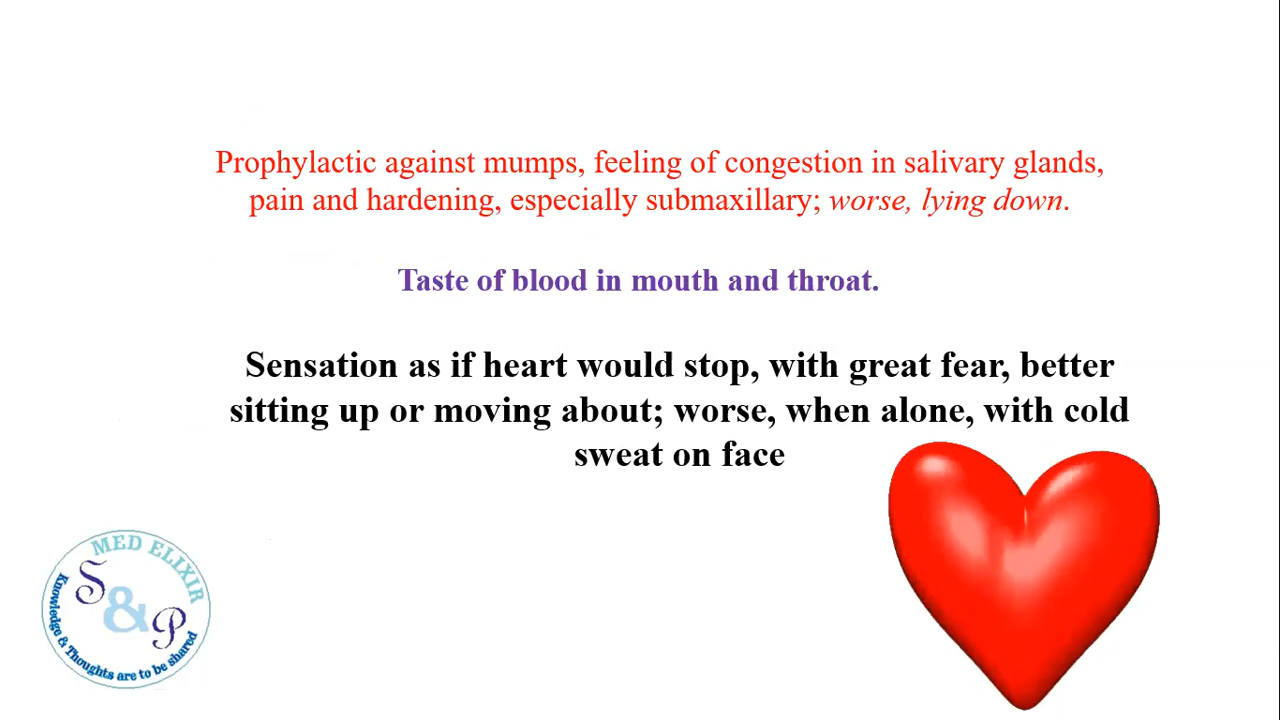 Prophylactic against mumps, feeling of congestion in salivary glands,
pain and hardening, especially submaxillary; worse, lying down.
Taste of blood in mouth and throat.
Sensation as if heart would stop, with great fear, better
sitting up or moving about; worse, when alone, with cold
sweat on face
MED ELIXIR
S & P
Knowledge & Thoughts are to be shared